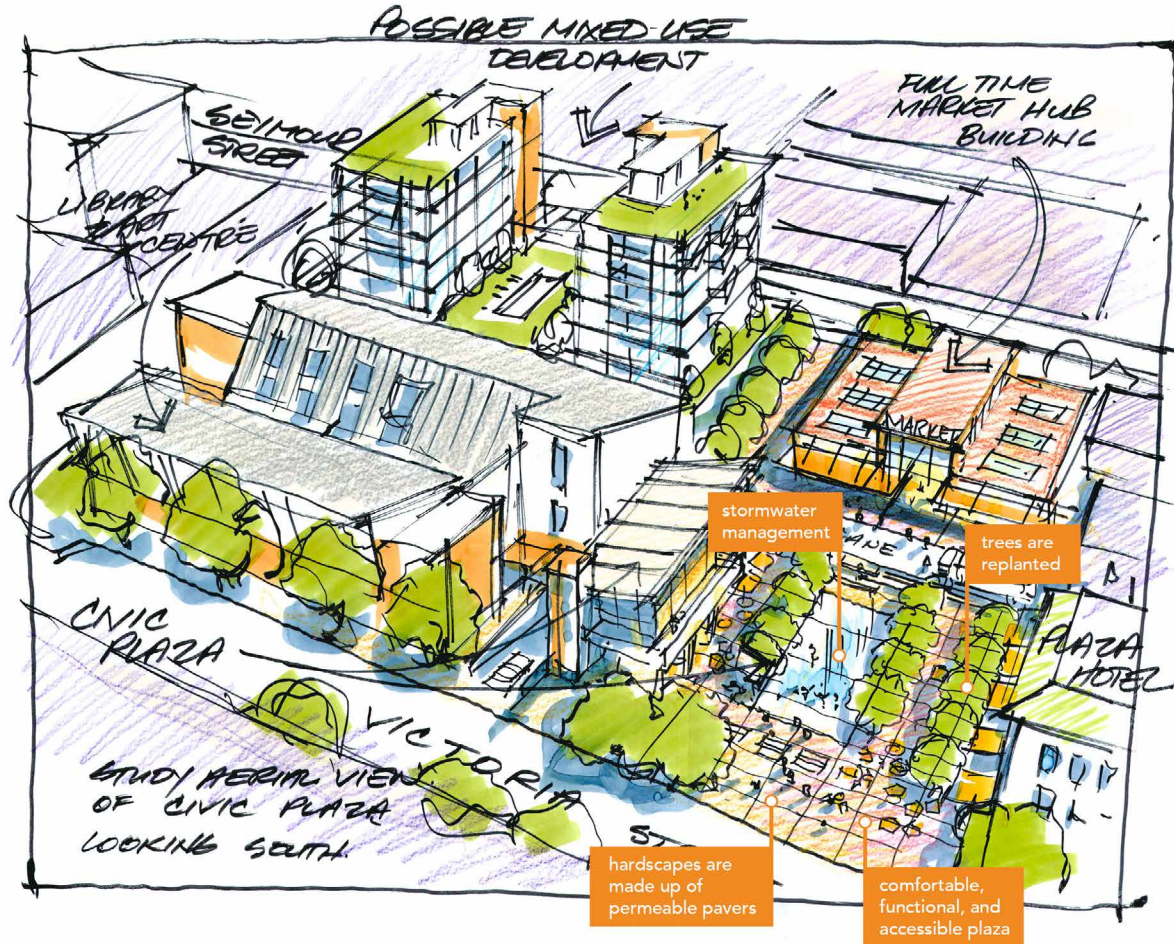 POSSIBLE MIXED-USE
DEVELOPMENT
FULL TIME
MARKET HUB
BUILDING
SEYMOUR
STREET
LIBRARY
& ART
CENTRE
MARKET
stormwater
management
LANE
trees are
replanted
CIVIC
PLAZA
PLAZA
HOTEL
VICTORIA
ST.
STUDY AERIAL VIEW
OF CIVIC PLAZA
LOOKING SOUTH.
hardscapes are
made up of
permeable pavers
comfortable,
functional, and
accessible plaza